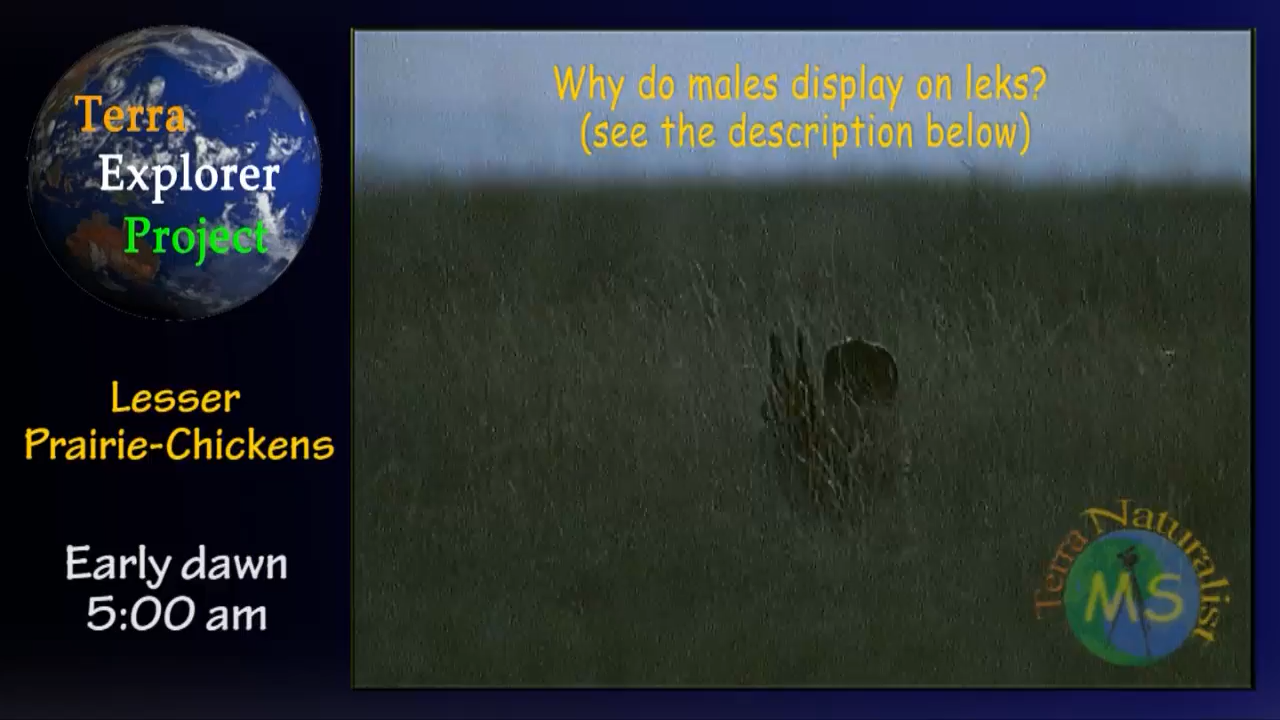 Terra
Explorer
Project
Lesser
Prairie-Chickens
Early dawn
5:00 am
Why do males display on leks?
(see the description below)
Terra Naturalist
MS